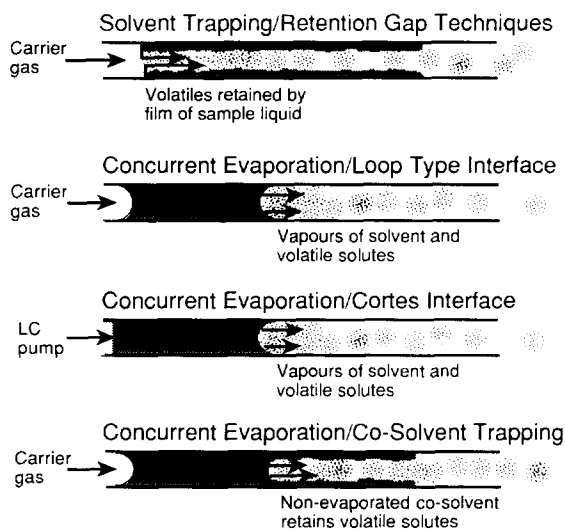 Solvent Trapping/Retention Gap Techniques
Carrier
gas
Volatiles retained by
film of sample liquid
Concurrent Evaporation/Loop Type Interface
Carrier
gas
Vapours of solvent and
volatile solutes
Concurrent Evaporation/Cortes Interface
LC
pump
Vapours of solvent and
volatile solutes
Concurrent Evaporation/Co-Solvent Trapping
Carrier
gas
Non-evaporated co-solvent
retains volatile solutes